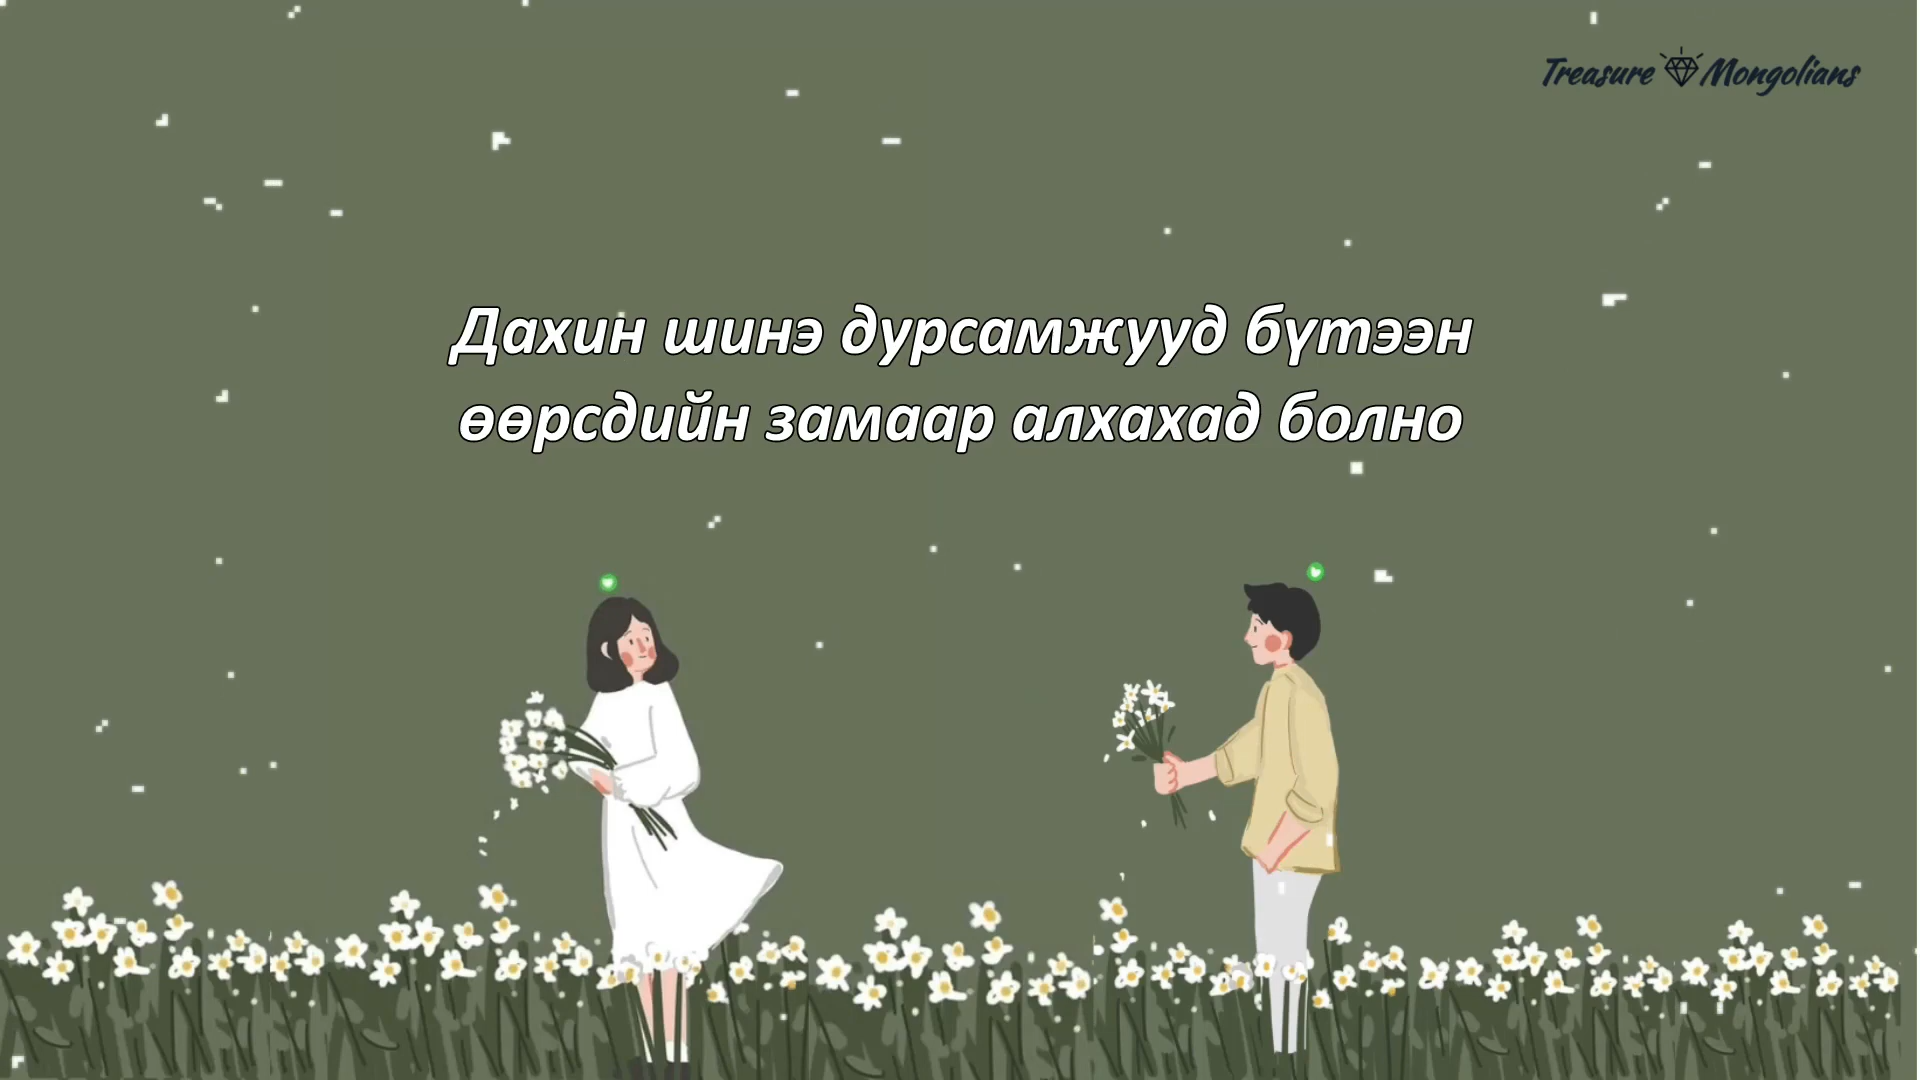 Treasure Mongolians
Дахин шинэ дурсамжууд бүтээн
өөрсдийн замаар алхахад болно